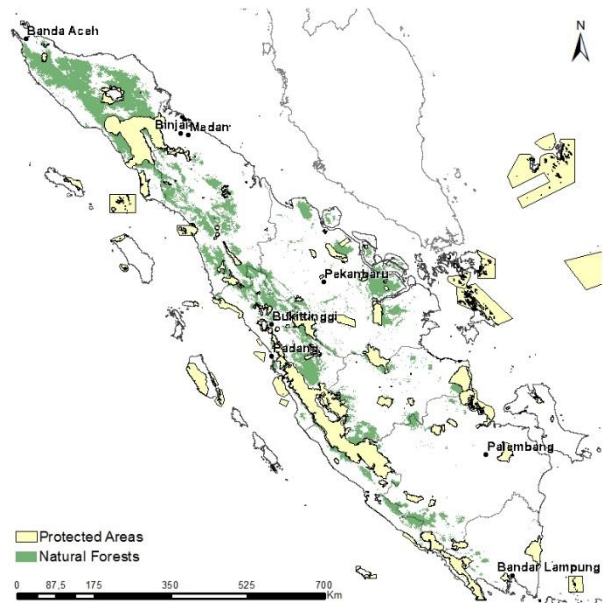 Banda Aceh
N
Binjai Medan
Pekanbaru
Bukittinggi
Padang
Palembang
Bandar Lampung
Protected Areas
Natural Forests
0 87,5 175 350 525 700
Km